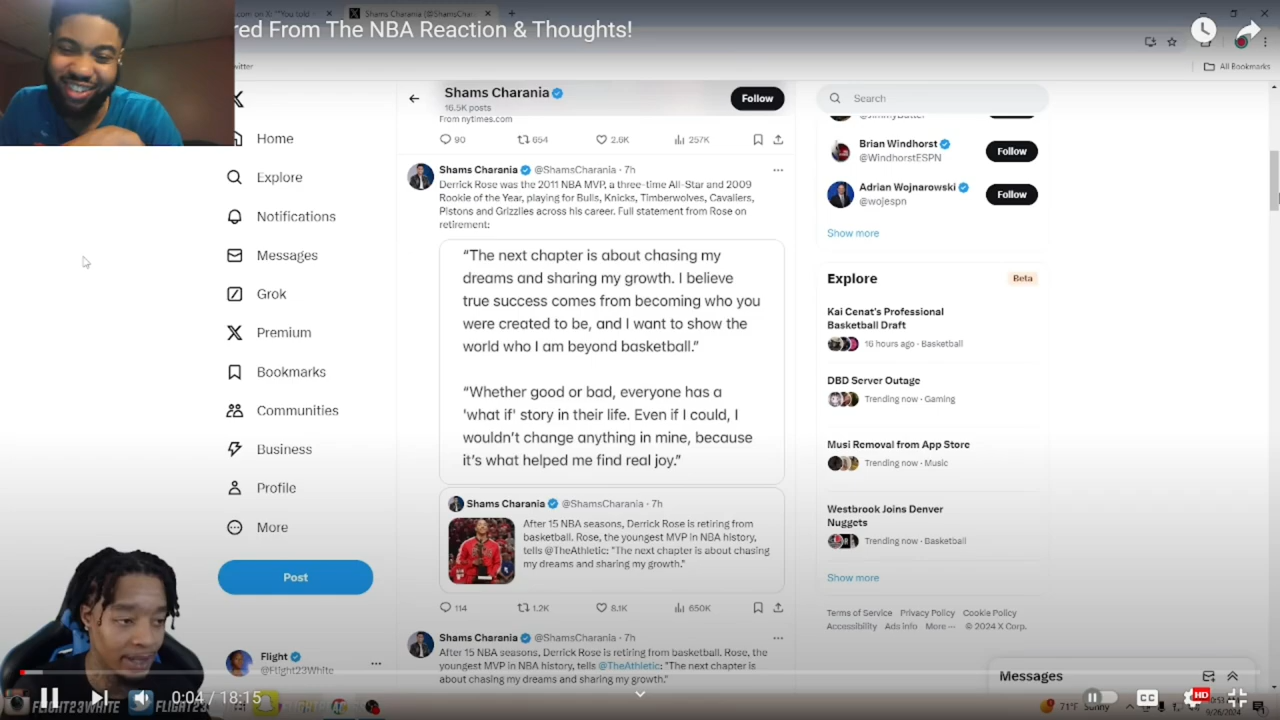 Shams Charania (@ShamsChar
red From The NBA Reaction & Thoughts!
All Bookmarks
Shams Charania
16.5K posts
Follow
Search
From nytimes.com
90 654 2.6K 257K
Home
Explore
Notifications
Messages
Grok
Premium
Bookmarks
Communities
Business
Profile
More
Post
Flight
@Flight23White
Shams Charania @ShamsCharania · 7h
Derrick Rose was the 2011 NBA MVP, a three-time All-Star and 2009
Rookie of the Year, playing for Bulls, Knicks, Timberwolves, Cavaliers,
Pistons and Grizzlies across his career. Full statement from Rose on
retirement:
“The next chapter is about chasing my
dreams and sharing my growth. I believe
true success comes from becoming who you
were created to be, and I want to show the
world who I am beyond basketball.”
“Whether good or bad, everyone has a
'what if' story in their life. Even if I could, I
wouldn’t change anything in mine, because
it’s what helped me find real joy.”
Shams Charania @ShamsCharania · 7h
After 15 NBA seasons, Derrick Rose is retiring from
basketball. Rose, the youngest MVP in NBA history,
tells @TheAthletic: "The next chapter is about chasing
my dreams and sharing my growth."
114 1.2K 8.1K 650K
Shams Charania @ShamsCharania · 7h
After 15 NBA seasons, Derrick Rose is retiring from basketball. Rose, the
youngest MVP in NBA history, tells @TheAthletic: "The next chapter is
about chasing my dreams and sharing my growth."
Brian Windhorst
@WindhorstESPN
Follow
Adrian Wojnarowski
@wojespn
Follow
Show more
Explore
Beta
Kai Cenat's Professional
Basketball Draft
16 hours ago · Basketball
DBD Server Outage
Trending now · Gaming
Musi Removal from App Store
Trending now · Music
Westbrook Joins Denver
Nuggets
Trending now · Basketball
Show more
Terms of Service Privacy Policy Cookie Policy
Accessibility Ads info More ··· © 2024 X Corp.
Messages
0:04 / 18:15
CC
HD
FLIGHT23WHITE
71°F Sunny
9/26/2024